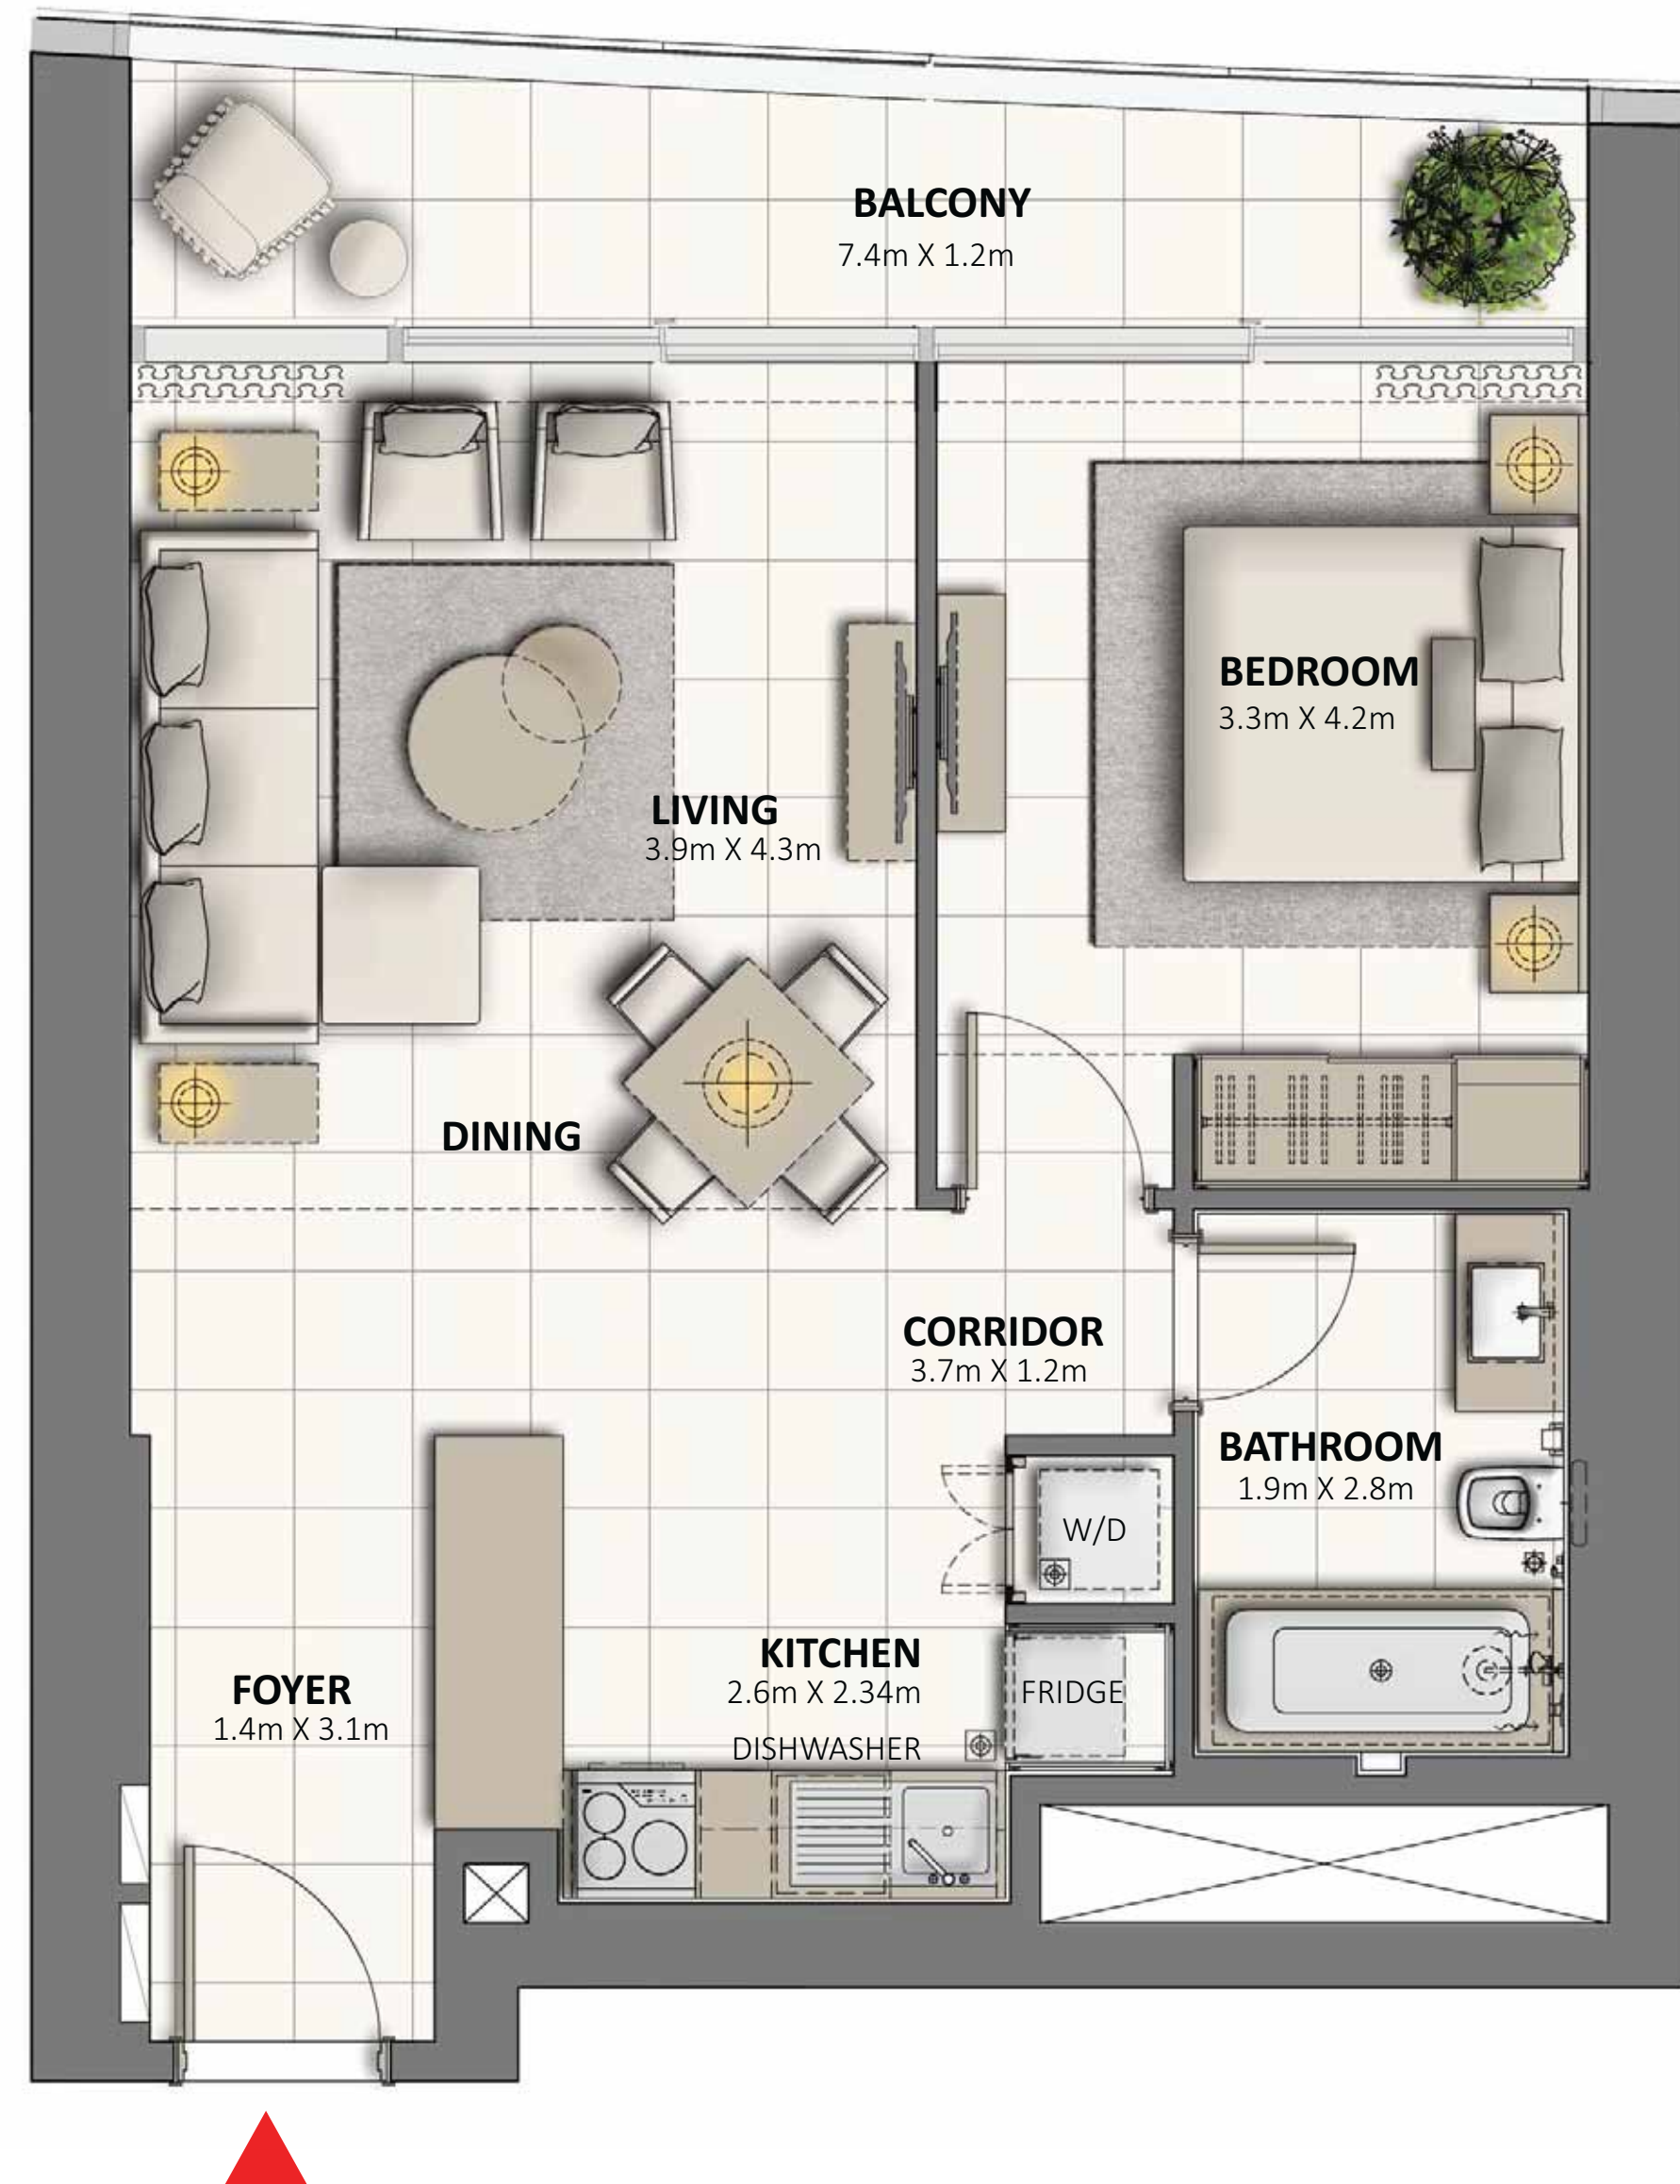 BALCONY
7.4m X 1.2m
BEDROOM
3.3m X 4.2m
LIVING
3.9m X 4.3m
DINING
CORRIDOR
3.7m X 1.2m
BATHROOM
1.9m X 2.8m
W/D
KITCHEN
2.6m X 2.34m
FRIDGE
DISHWASHER
FOYER
1.4m X 3.1m